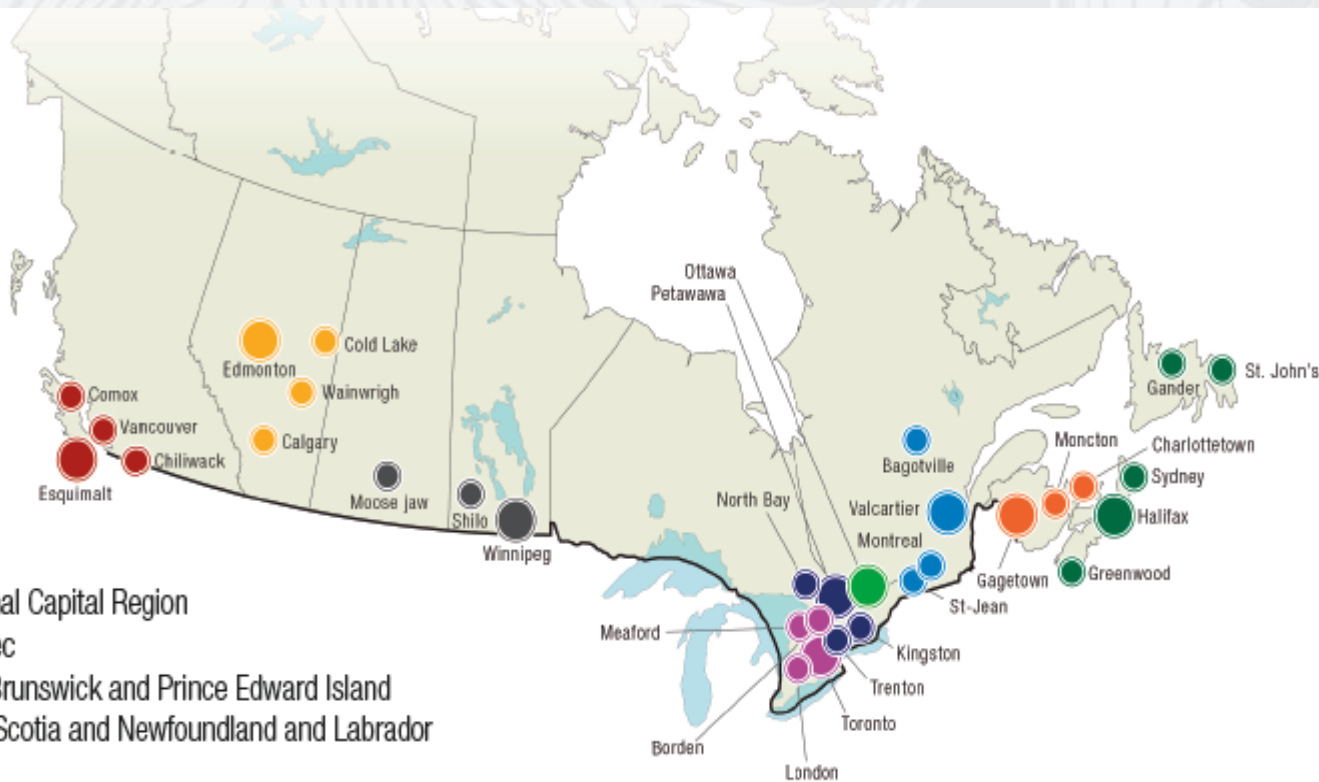 Ottawa
Petawawa
Cold Lake
Edmonton
Wainwrigh
Comox
Vancouver
Calgary
Chiliwack
Esquimalt
Moose jaw
Shilo
Winnipeg
Gander
St. John's
Bagotville
Moncton
Charlottetown
Sydney
North Bay
Valcartier
Halifax
Montreal
Gagetown
Greenwood
St-Jean
Meaford
Kingston
Trenton
Toronto
Borden
London
al Capital Region
c
Brunswick and Prince Edward Island
Scotia and Newfoundland and Labrador